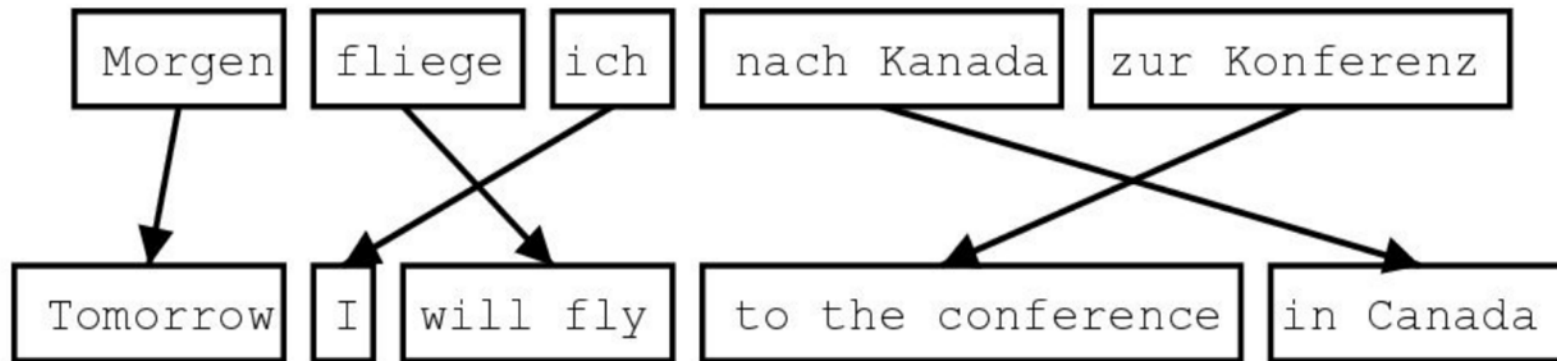 Morgen fliege ich nach Kanada zur Konferenz
Tomorrow I will fly to the conference in Canada